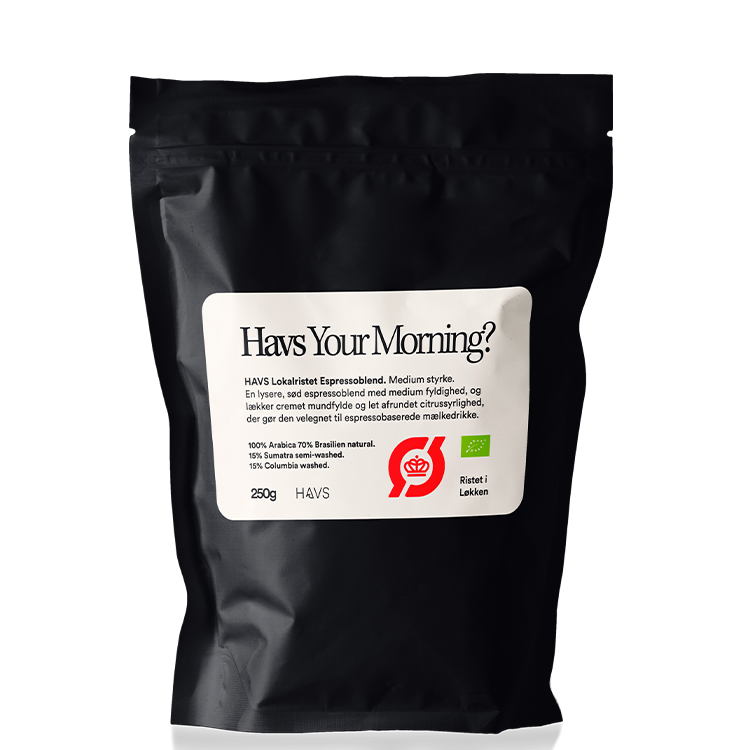 Havs Your Morning?
HAVS Lokalristet Espressoblend. Medium styrke.
En lysere, sød espressoblend med medium fyldighed, og
lækker cremet mundfylde og let afrundet citrussyrlighed,
der gør den velegnet til espressobaserede mælkedrikke.
100% Arabica 70% Brasilien natural.
15% Sumatra semi-washed.
15% Columbia washed.
250g HAVS
Ristet i
Løkken